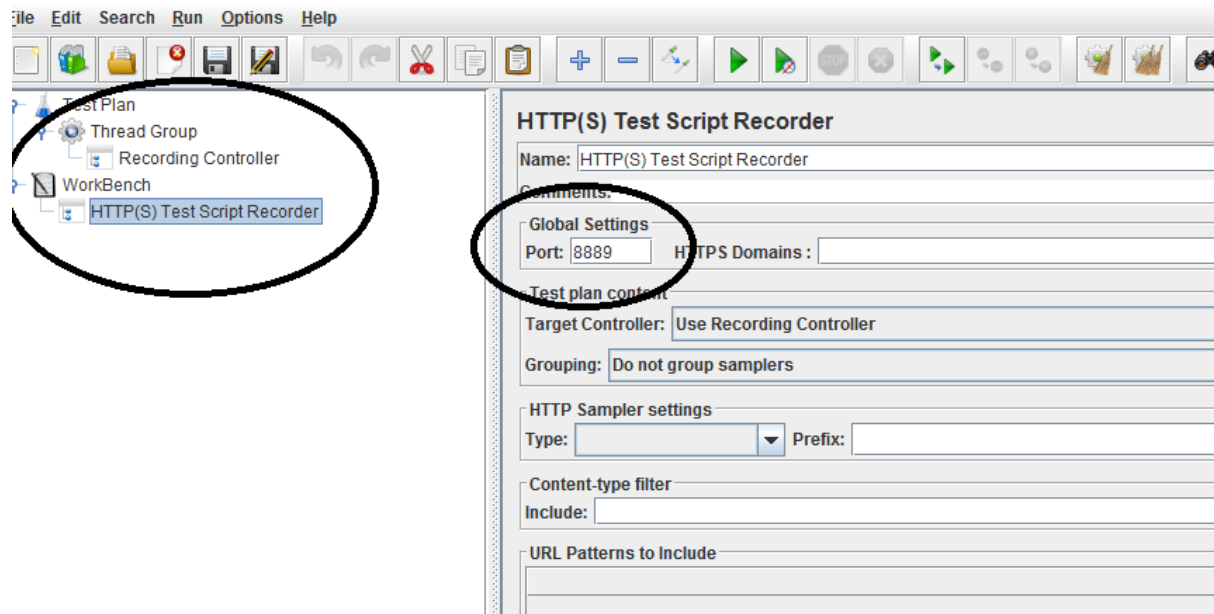 File Edit Search Run Options Help
STOP
Test Plan
Thread Group
Recording Controller
WorkBench
HTTP(S) Test Script Recorder
HTTP(S) Test Script Recorder
Name: HTTP(S) Test Script Recorder
Comments:
Global Settings
Port: 8889 HTTPS Domains :
Test plan content
Target Controller: Use Recording Controller
Grouping: Do not group samplers
HTTP Sampler settings
Type: Prefix:
Content-type filter
Include:
URL Patterns to Include